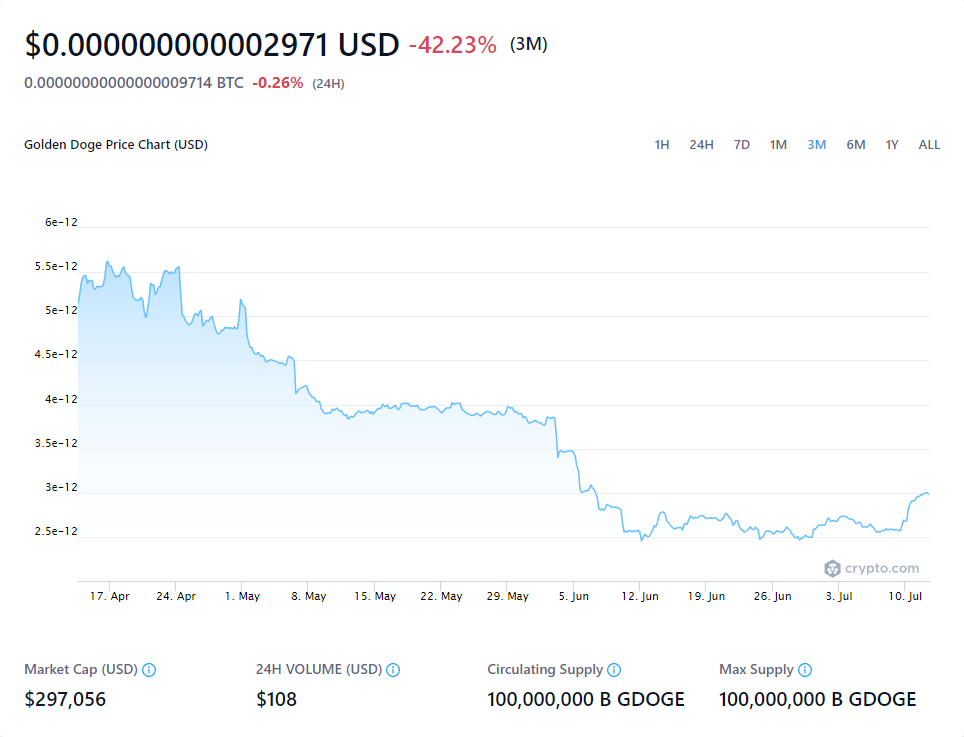 $0.000000000002971 USD -42.23% (3M)
0.00000000000000009714 BTC -0.26% (24H)
Golden Doge Price Chart (USD) 1H 24H 7D 1M 3M 6M 1Y ALL
6e-12
5.5e-12
5e-12
4.5e-12
4e-12
3.5e-12
3e-12
2.5e-12
crypto.com
17. Apr 24. Apr 1. May 8. May 15. May 22. May 29. May 5. Jun 12. Jun 19. Jun 26. Jun 3. Jul 10. Jul
Market Cap (USD) 24H VOLUME (USD) Circulating Supply Max Supply
$297,056 $108 100,000,000 B GDOGE 100,000,000 B GDOGE